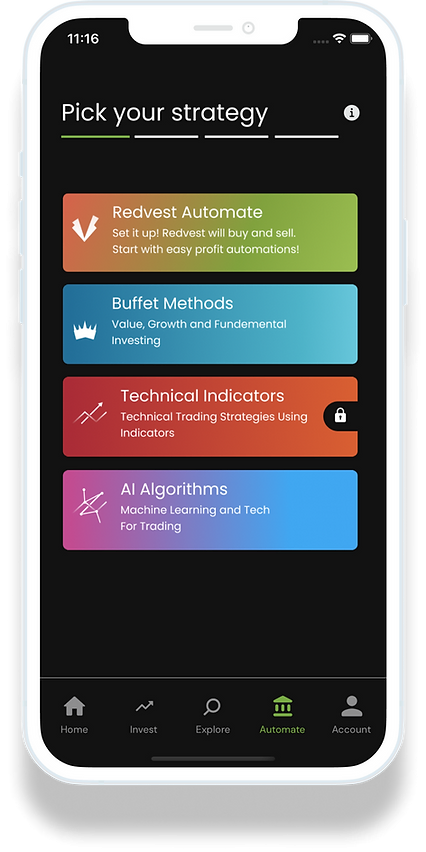 11:16
Pick your strategy
Redvest Automate
Set it up! Redvest will buy and sell.
Start with easy profit automations!
Buffet Methods
Value, Growth and Fundemental
Investing
Technical Indicators
Technical Trading Strategies Using
Indicators
AI Algorithms
Machine Learning and Tech
For Trading
Home Invest Explore Automate Account